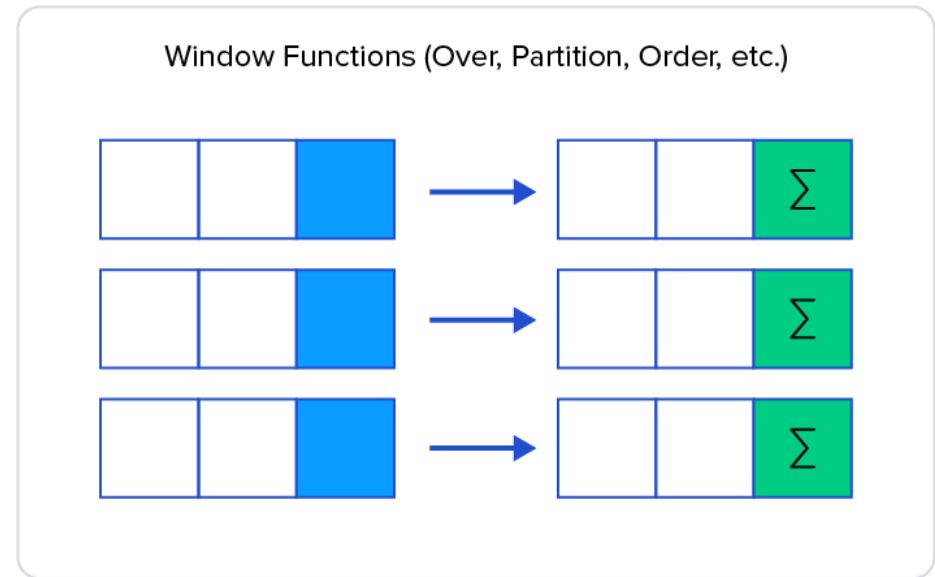 Window Functions (Over, Partition, Order, etc.)
Σ
Σ
Σ